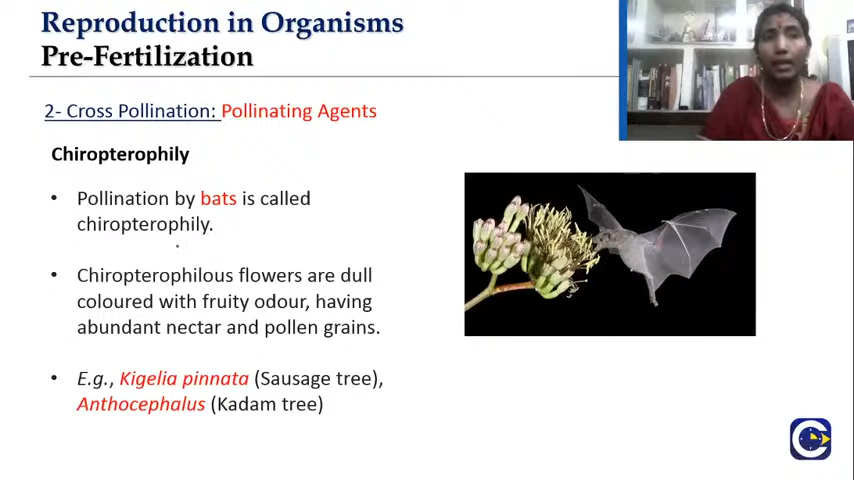 Reproduction in Organisms
Pre-Fertilization
2- Cross Pollination: Pollinating Agents
Chiropterophily
• Pollination by bats is called
chiropterophily.
• Chiropterophilous flowers are dull
coloured with fruity odour, having
abundant nectar and pollen grains.
• E.g., Kigelia pinnata (Sausage tree),
Anthocephalus (Kadam tree)